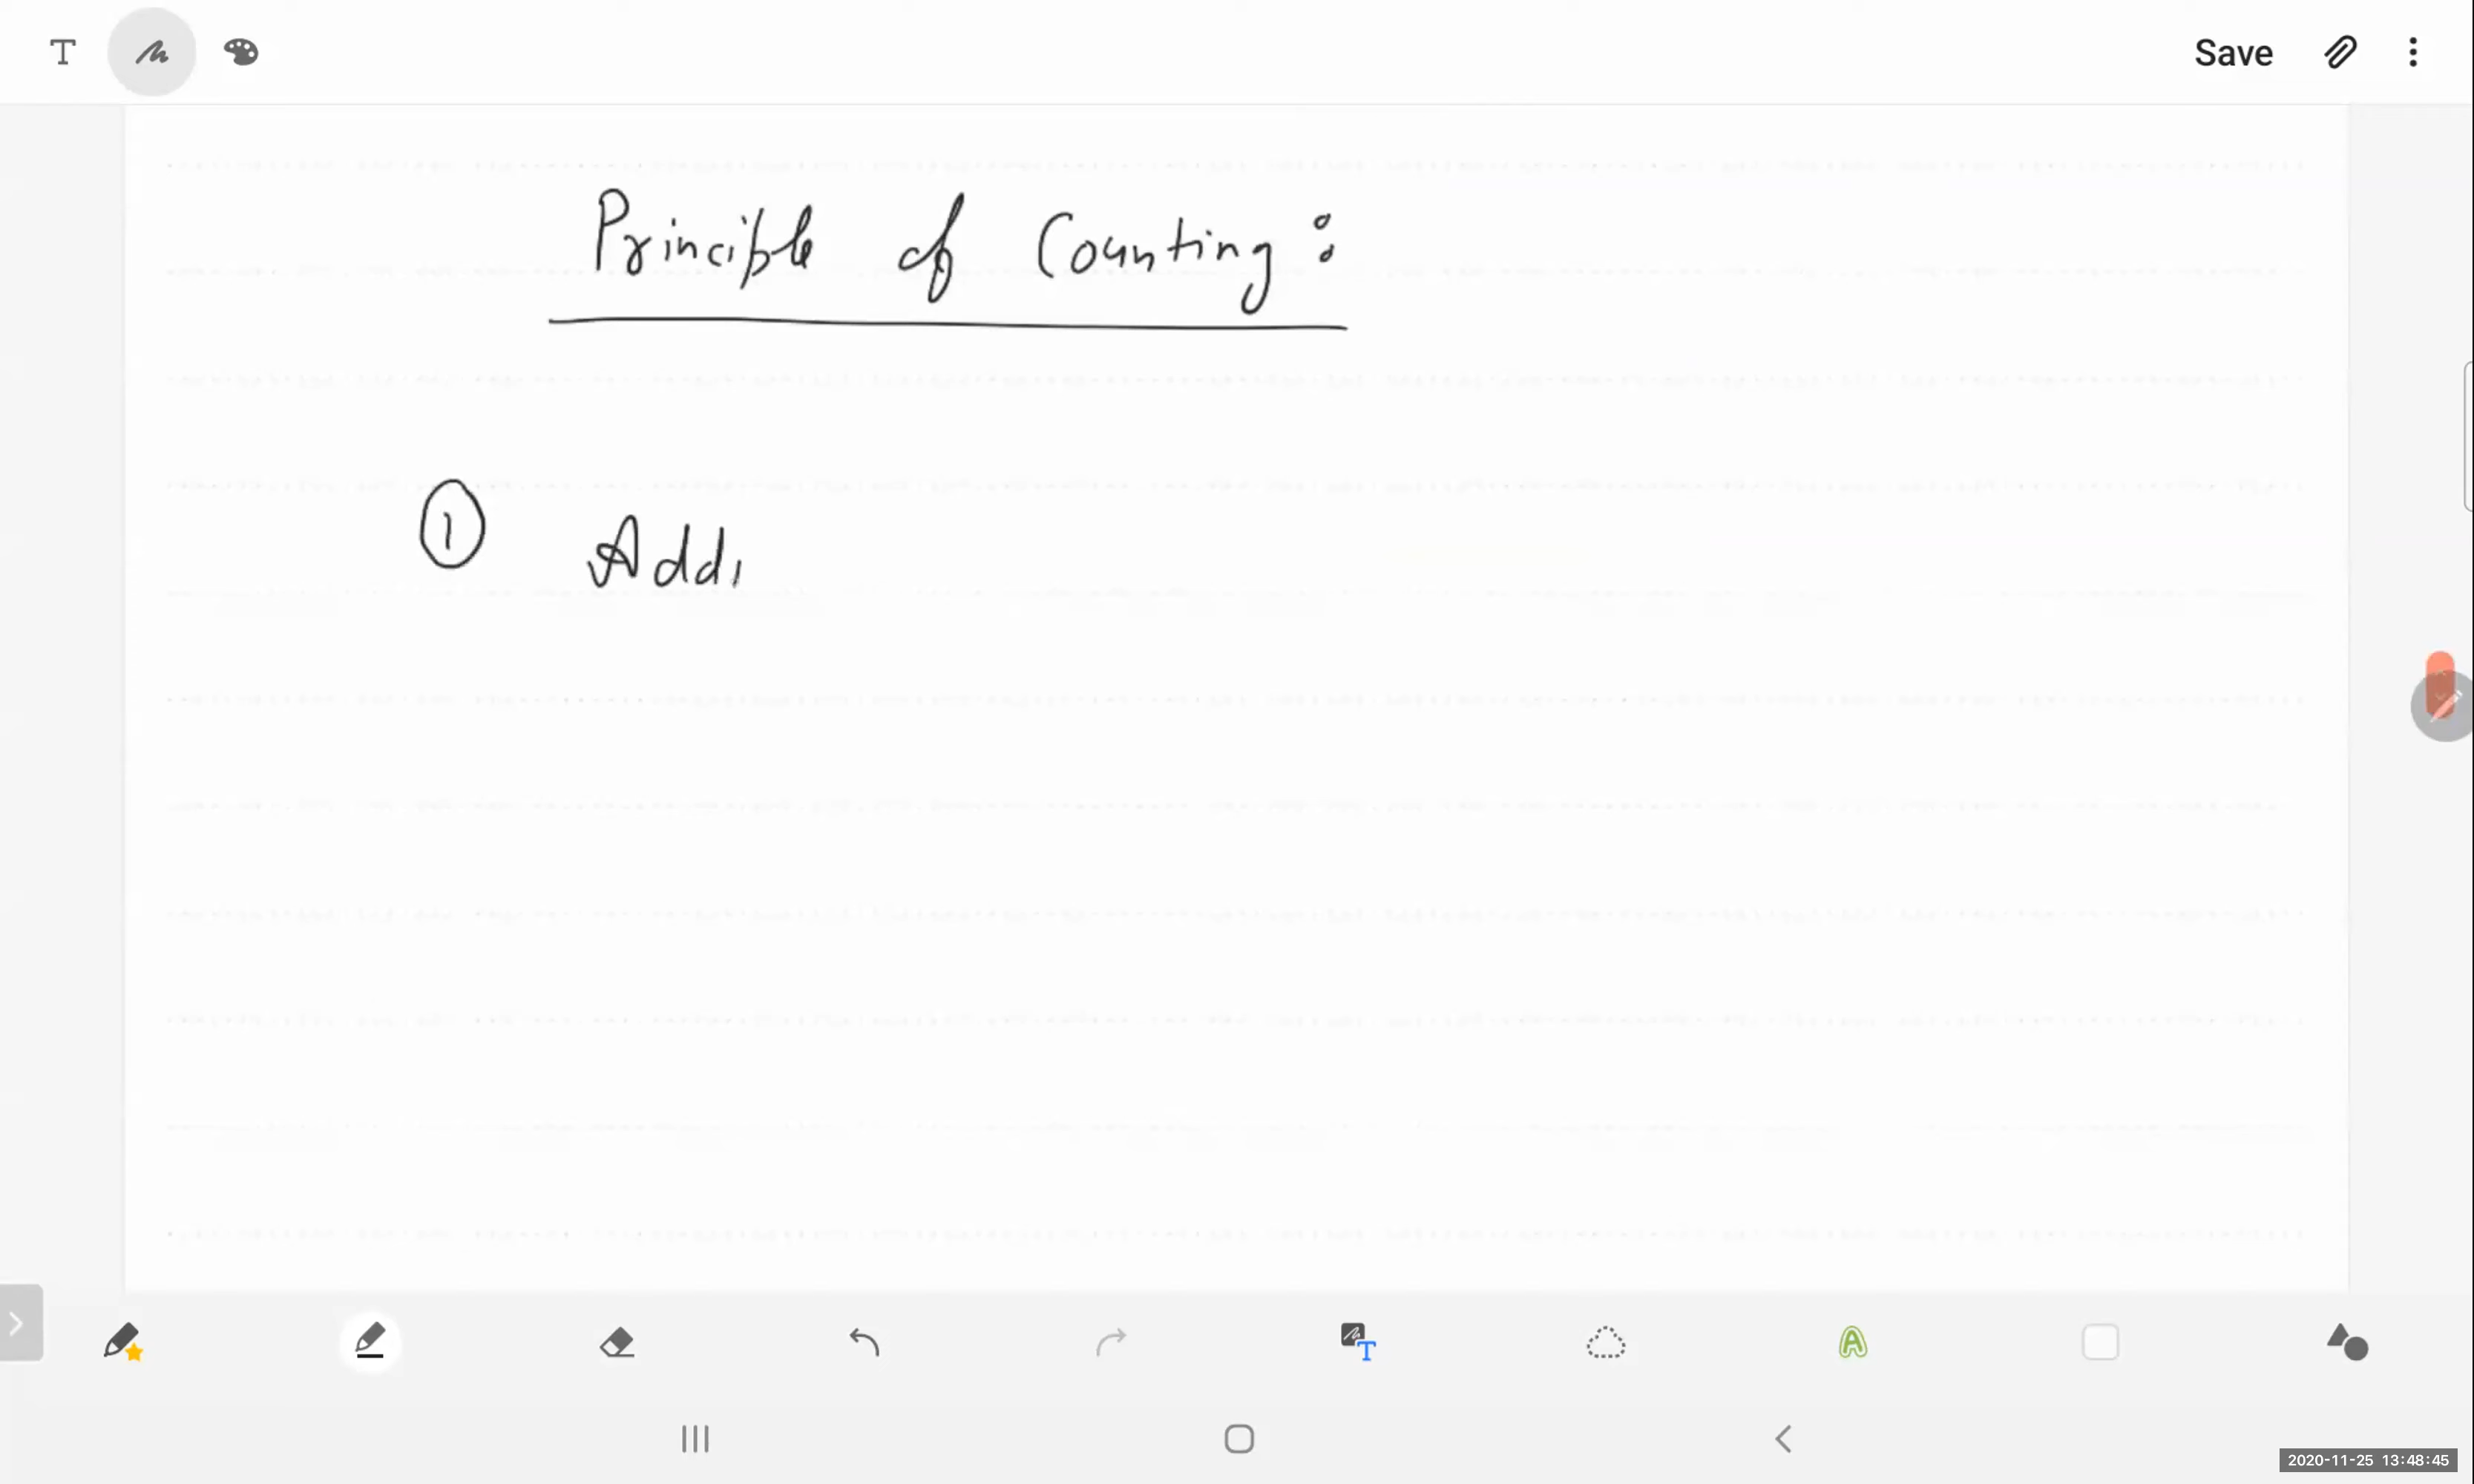 T Save
Principle of Counting :
① Addi
T
A
2020-11-25 13:48:45